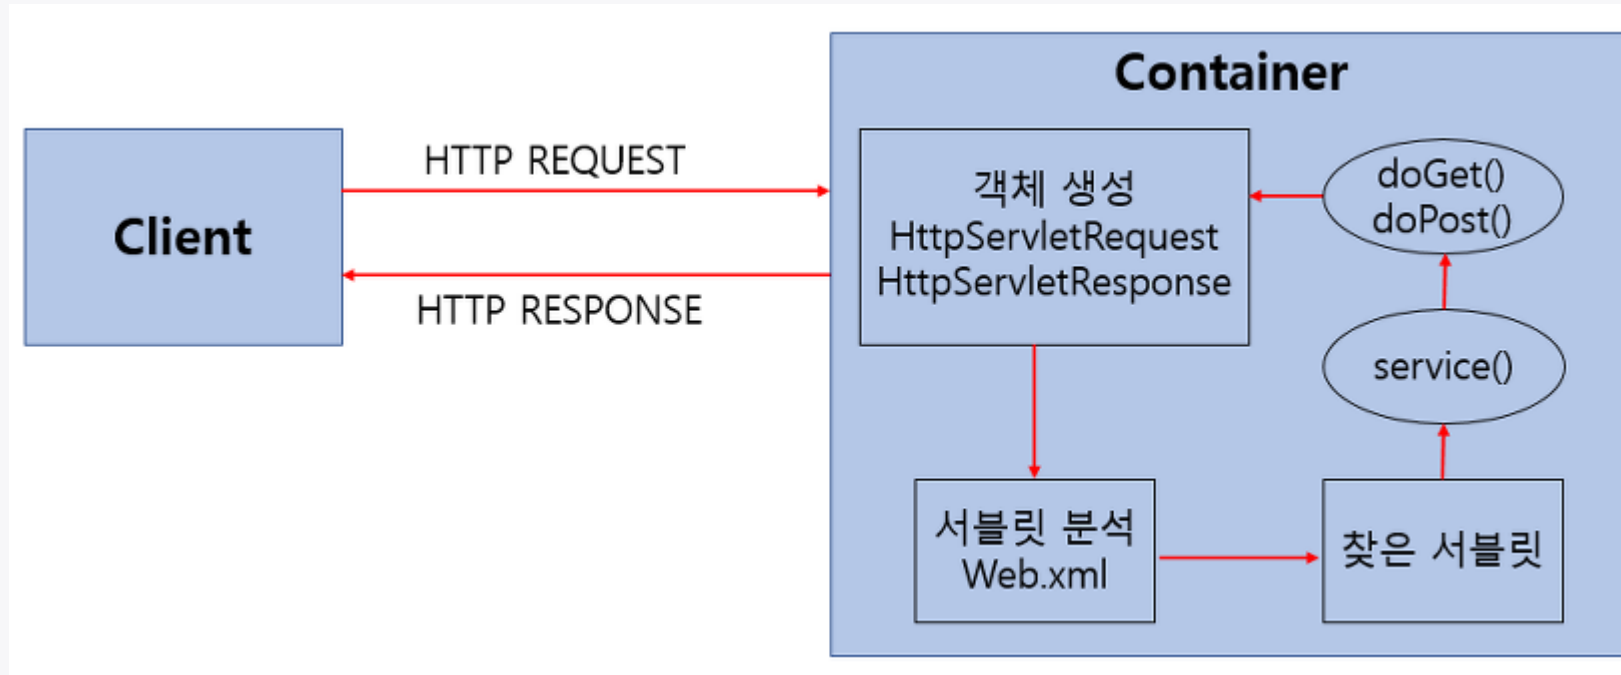 Container
Client
HTTP REQUEST
HTTP RESPONSE
객체 생성
HttpServletRequest
HttpServletResponse
doGet()
doPost()
service()
서블릿 분석
Web.xml
찾은 서블릿